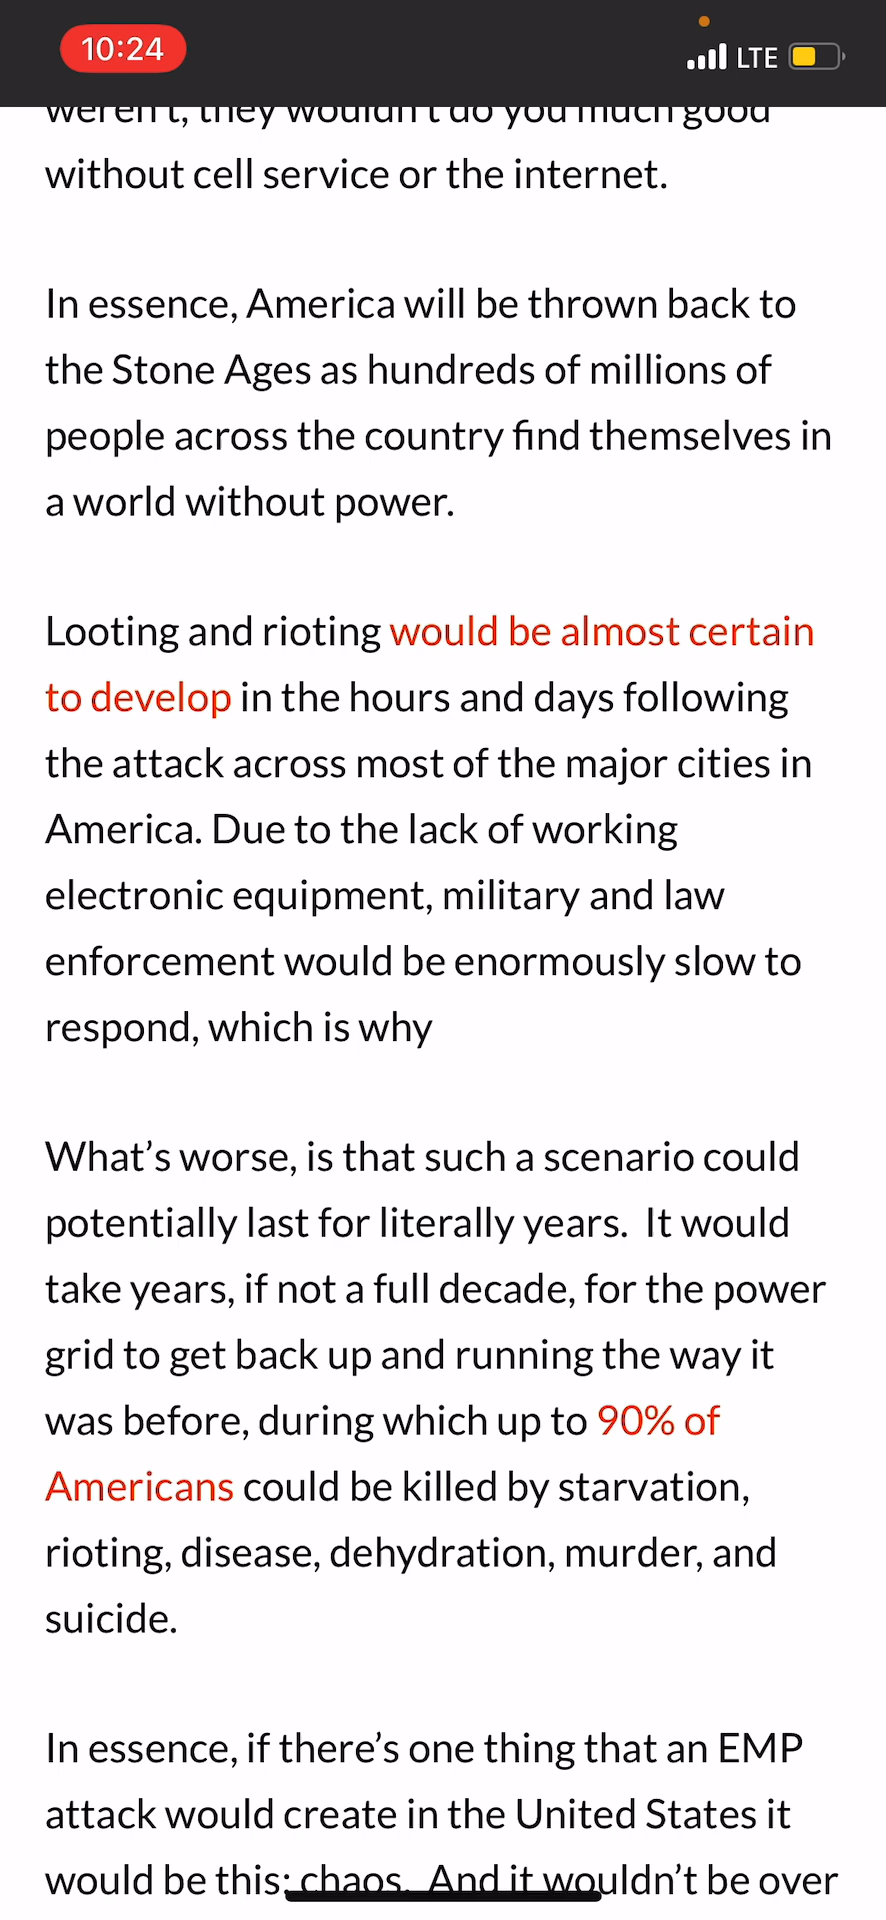 10:24
LTE
weren't, they wouldn't do you much good
without cell service or the internet.
In essence, America will be thrown back to
the Stone Ages as hundreds of millions of
people across the country find themselves in
a world without power.
Looting and rioting would be almost certain
to develop in the hours and days following
the attack across most of the major cities in
America. Due to the lack of working
electronic equipment, military and law
enforcement would be enormously slow to
respond, which is why
What’s worse, is that such a scenario could
potentially last for literally years.  It would
take years, if not a full decade, for the power
grid to get back up and running the way it
was before, during which up to 90% of
Americans could be killed by starvation,
rioting, disease, dehydration, murder, and
suicide.
In essence, if there’s one thing that an EMP
attack would create in the United States it
would be this: chaos.  And it wouldn’t be over